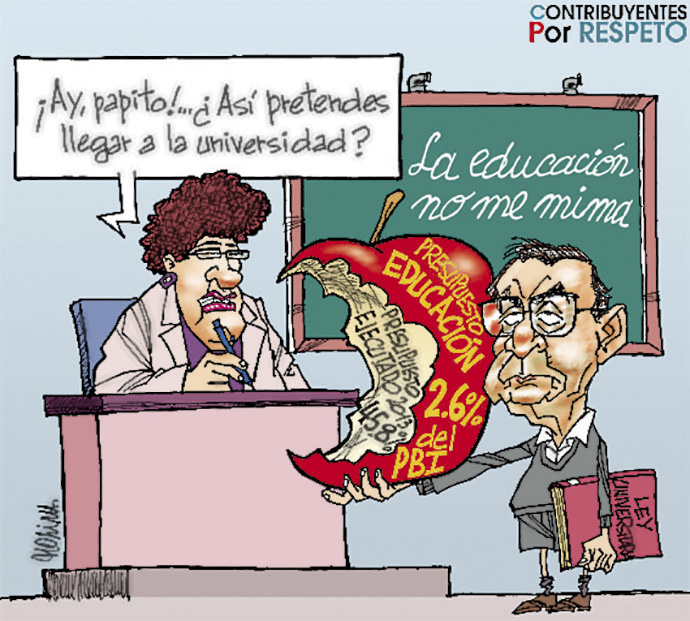 CONTRIBUYENTES
Por RESPETO
¡Ay, papito!...¿Así pretendes
llegar a la universidad?
La educación
no me mima
PRESUPUESTO
EDUCACIÓN
2.6%
del
PBI
PRESUPUESTO
EJECUTADO 2013
LEY